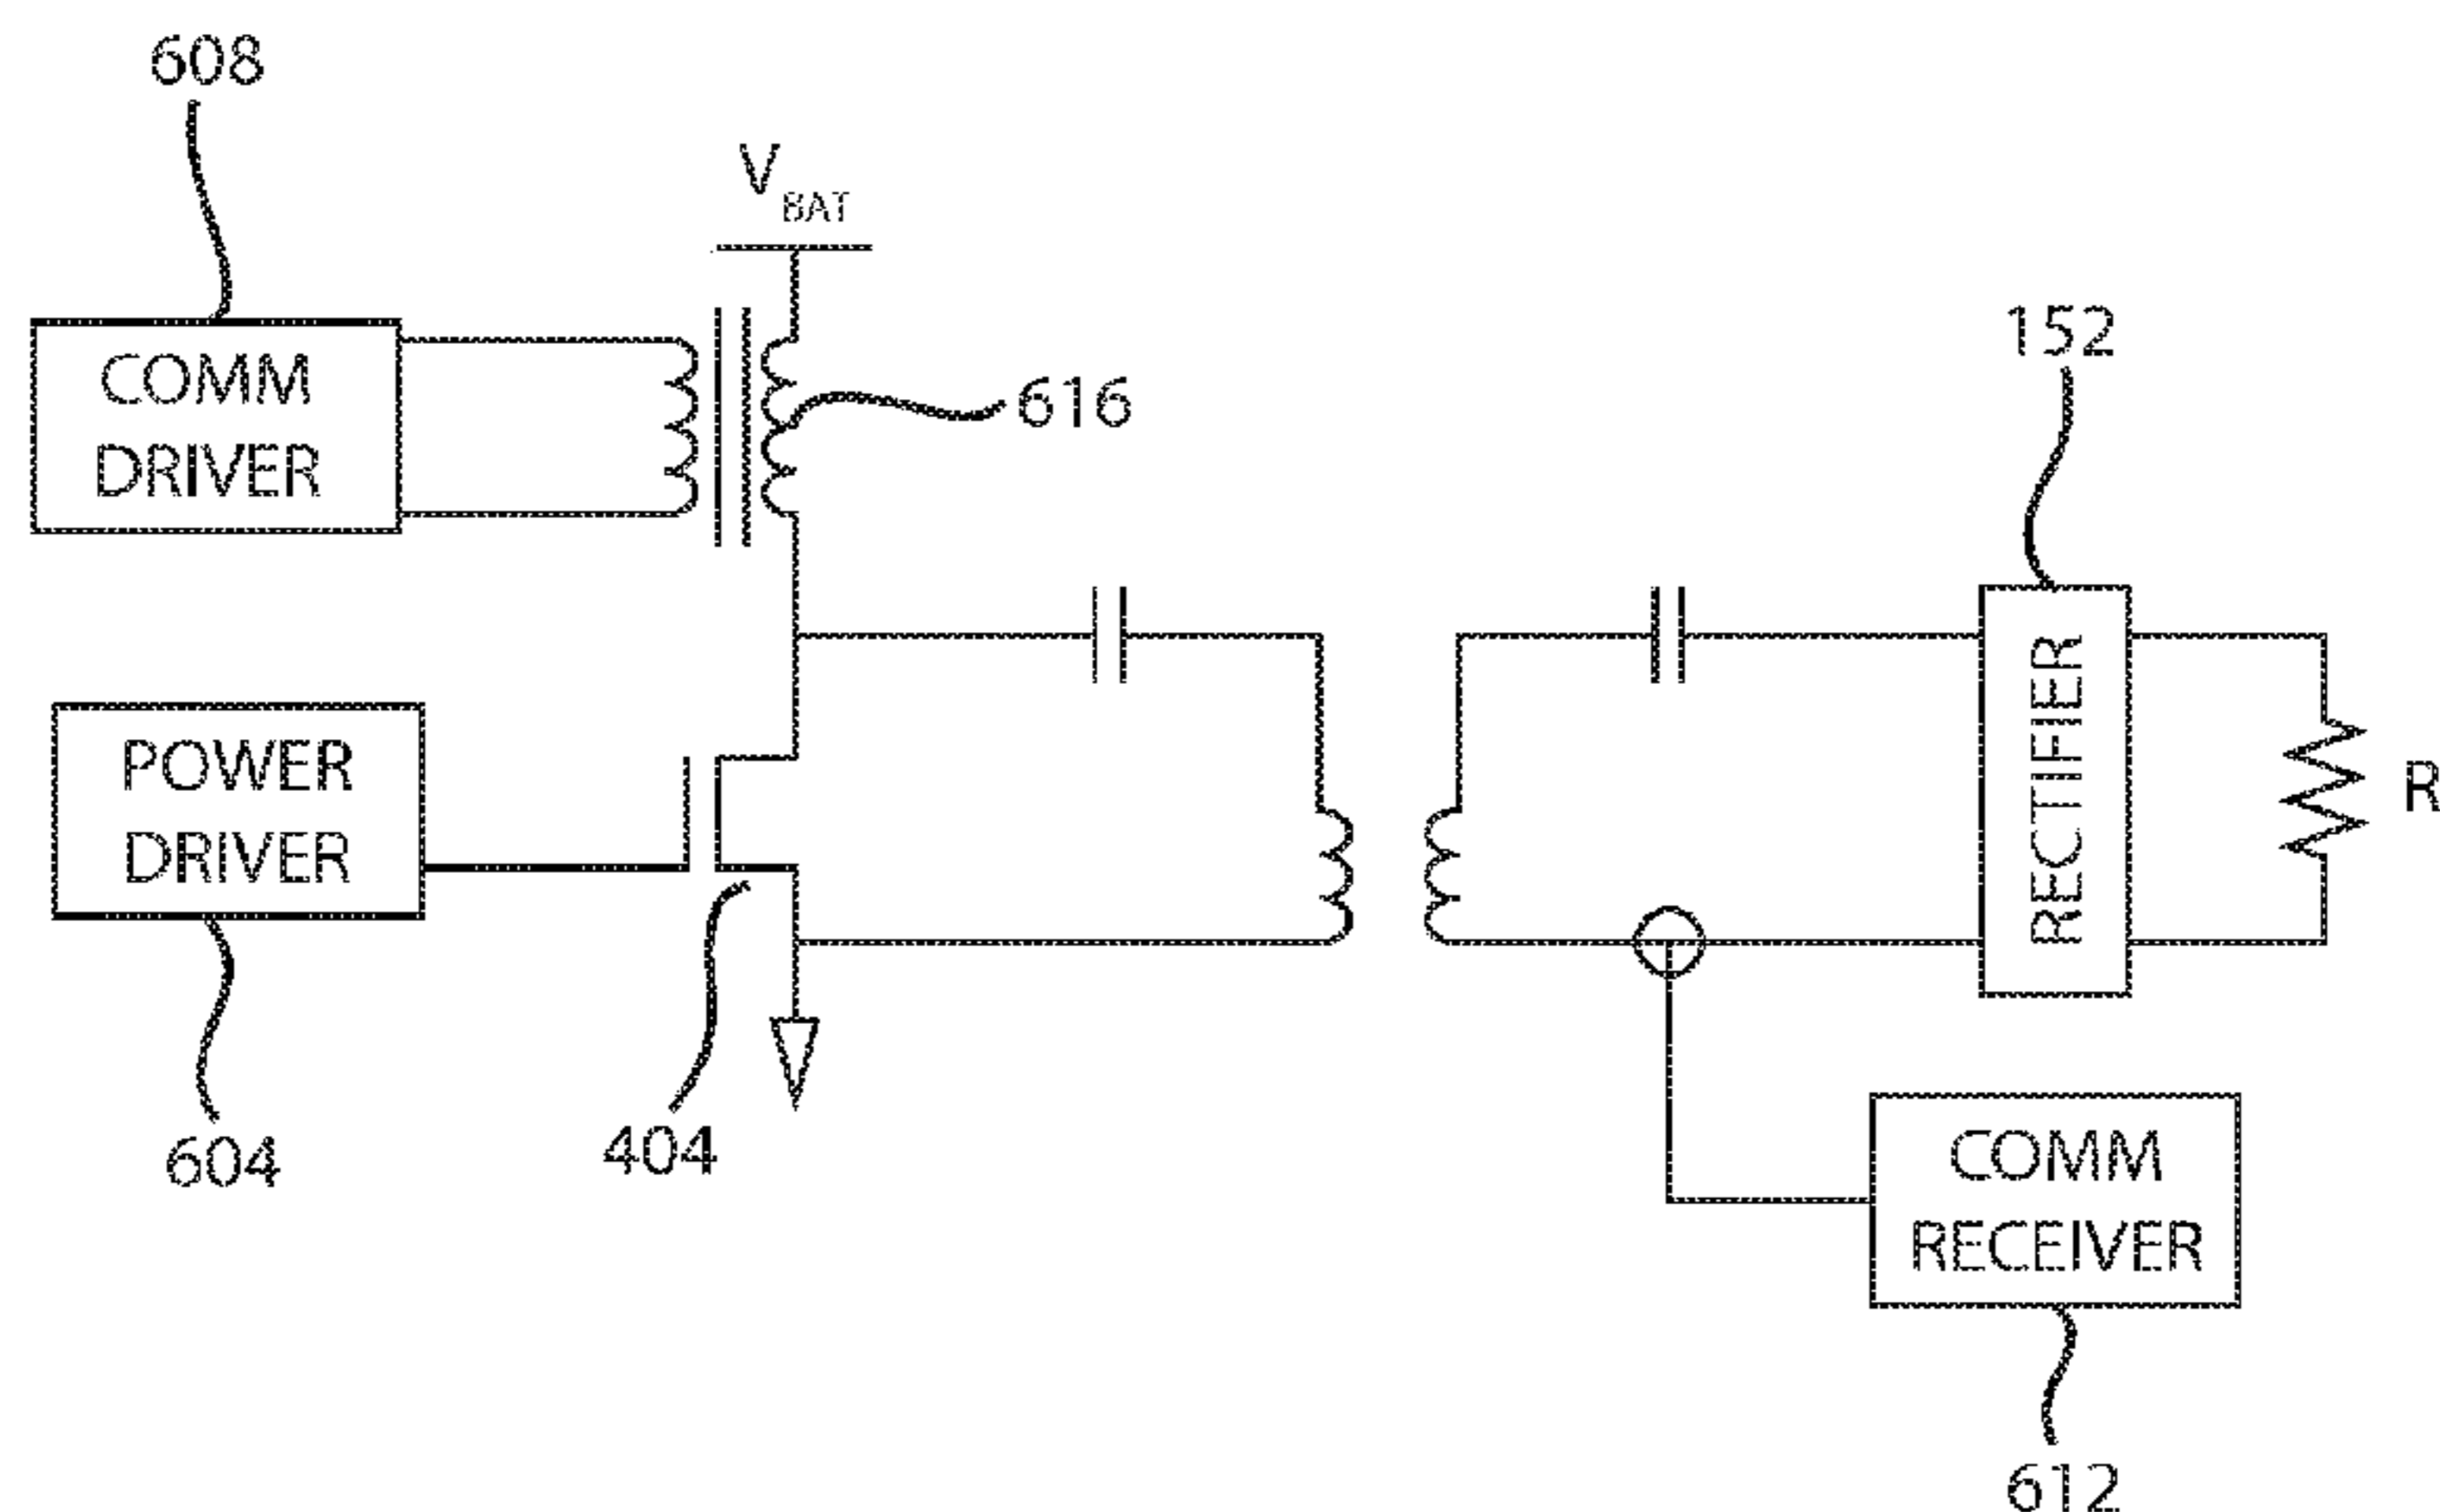 608
V BAT
COMM
DRIVER
616
152
POWER
DRIVER
RECTIFIER
R
604
404
COMM
RECEIVER
612